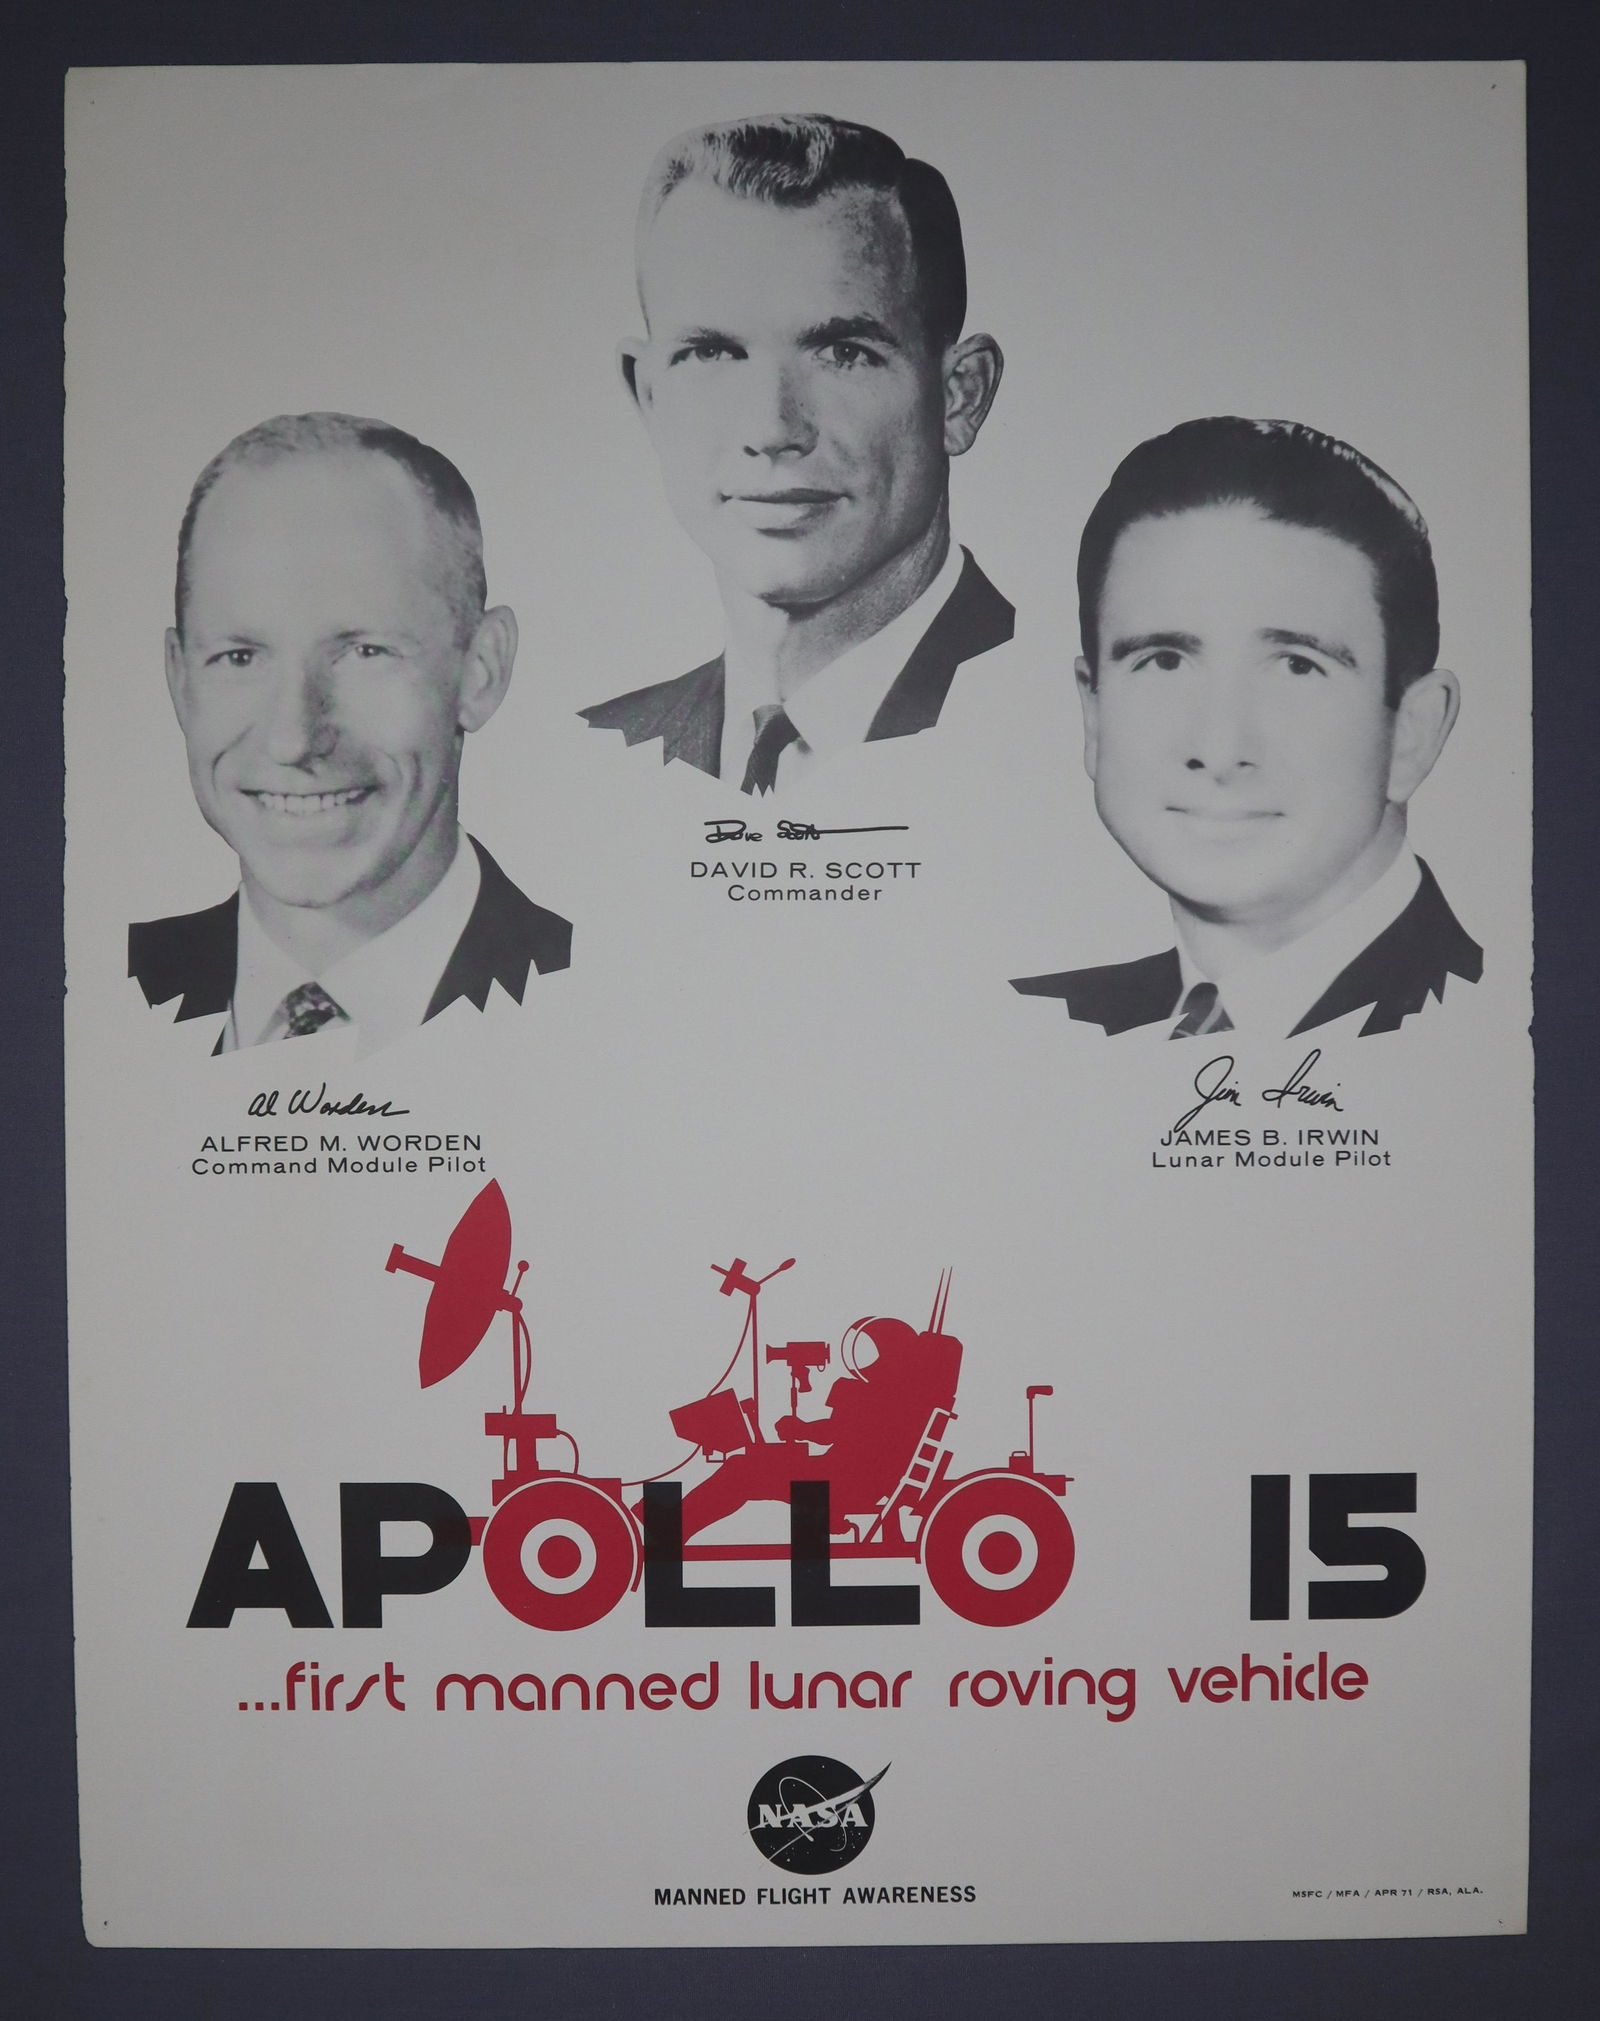 Dave Scott
DAVID R. SCOTT
Commander
Al Worden
ALFRED M. WORDEN
Command Module Pilot
Jim Irwin
JAMES B. IRWIN
Lunar Module Pilot
APOLLO 15
...first manned lunar roving vehicle
NASA
MANNED FLIGHT AWARENESS
MSFC / MFA / APR 71 / RSA, ALA.